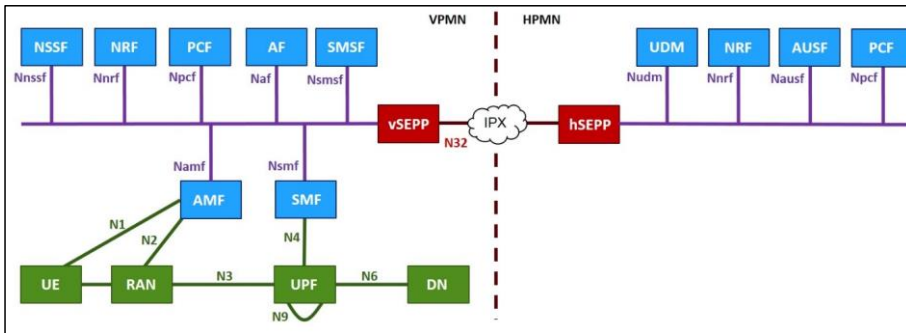 VPMN
HPMN
NSSF
NRF
PCF
AF
SMSF
UDM
NRF
AUSF
PCF
Nnssf
Nnrf
Npcf
Naf
Nsmsf
Nudm
Nnrf
Nausf
Npcf
vSEPP
IPX
hSEPP
N32
Namf
Nsmf
AMF
SMF
N1
N2
N4
UE
RAN
N3
UPF
N6
DN
N9